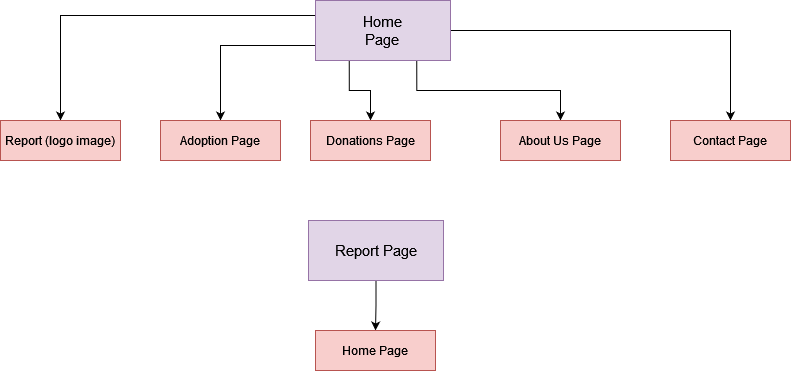 Home
Page
Report (logo image)
Adoption Page
Donations Page
About Us Page
Contact Page
Report Page
Home Page